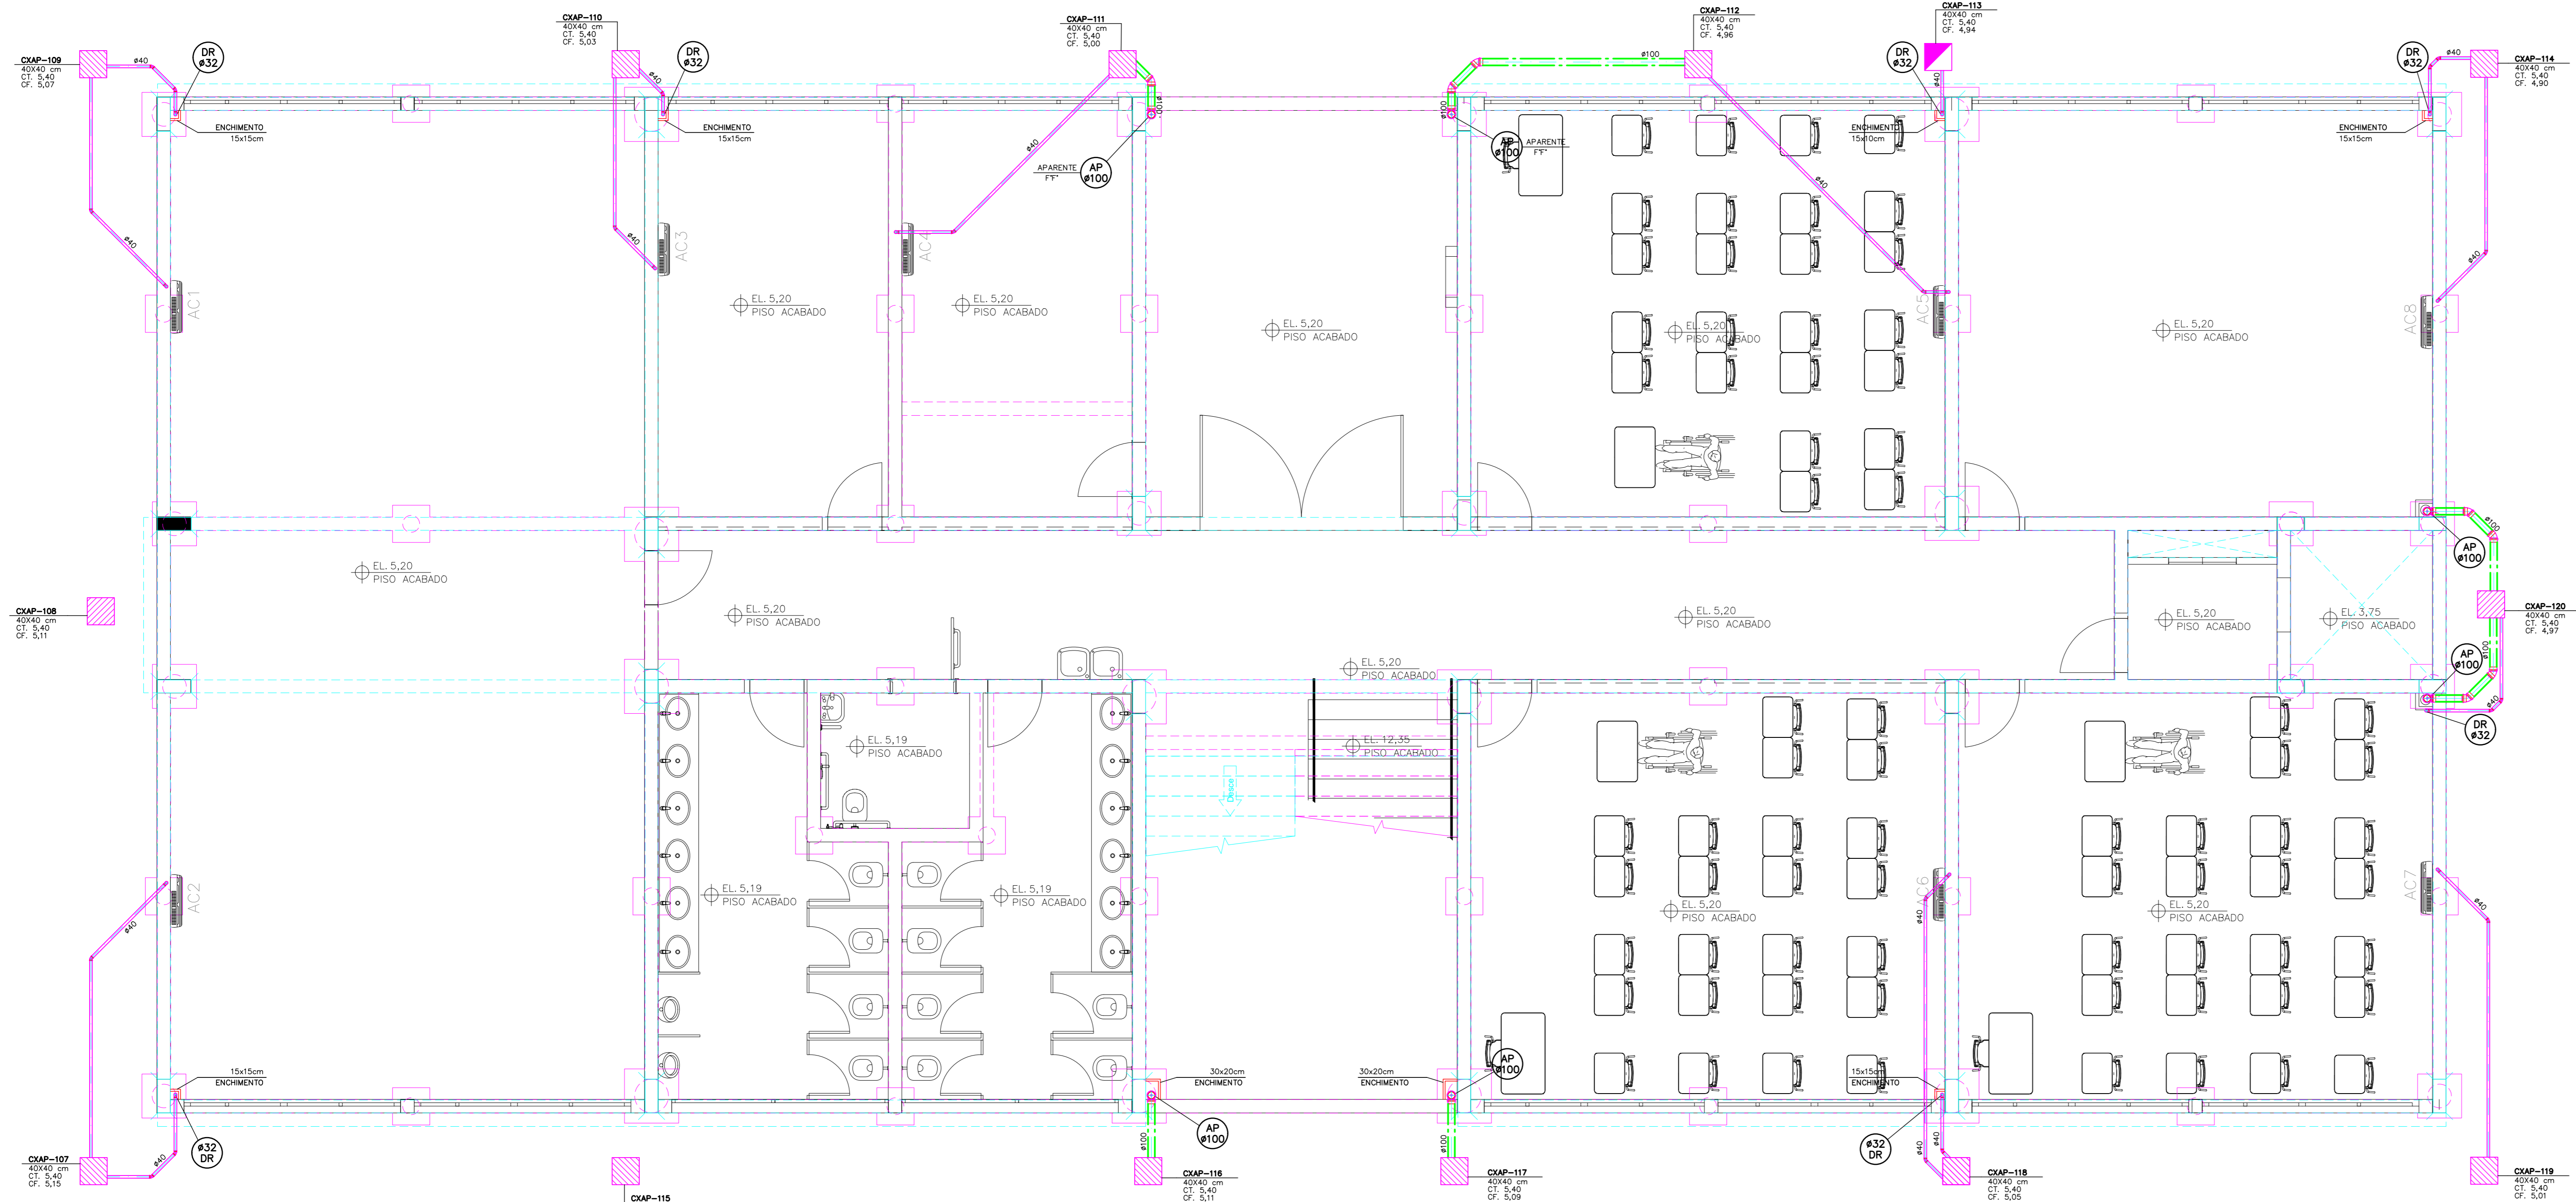 CXAP-109
40X40 cm
CT. 5,40
CF. 5,07
ø40
DR
ø32
ENCHIMENTO
15x15cm
CXAP-110
40X40 cm
CT. 5,40
CF. 5,03
ø40
DR
ø32
ENCHIMENTO
15x15cm
CXAP-111
40X40 cm
CT. 5,40
CF. 5,00
ø100
ø40
APARENTE
F°F°
AP
ø100
CXAP-112
40X40 cm
CT. 5,40
CF. 4,96
ø100
ø100
AP
ø100
APARENTE
F°F°
ø40
CXAP-113
40X40 cm
CT. 5,40
CF. 4,94
DR
ø32
ø40
ENCHIMENTO
15x10cm
DR
ø32
ø40
CXAP-114
40X40 cm
CT. 5,40
CF. 4,90
ENCHIMENTO
15x15cm
ø40
AC1
ø40
AC3
AC4
AC5
AC8
ø40
EL. 5,20
PISO ACABADO
EL. 5,20
PISO ACABADO
EL. 5,20
PISO ACABADO
EL. 5,20
PISO ACABADO
EL. 5,20
PISO ACABADO
ø100
AP
ø100
EL. 5,20
PISO ACABADO
CXAP-108
40X40 cm
CT. 5,40
CF. 5,11
EL. 5,20
PISO ACABADO
EL. 5,20
PISO ACABADO
EL. 5,20
PISO ACABADO
EL. 3,75
PISO ACABADO
CXAP-120
40X40 cm
CT. 5,40
CF. 4,97
EL. 5,20
PISO ACABADO
ø100
AP
ø100
ø40
DR
ø32
EL. 5,19
PISO ACABADO
EL. 12,35
PISO ACABADO
Desce
AC2
ø40
EL. 5,19
PISO ACABADO
EL. 5,19
PISO ACABADO
AC6
ø40
EL. 5,20
PISO ACABADO
EL. 5,20
PISO ACABADO
AC7
ø40
15x15cm
ENCHIMENTO
30x20cm
ENCHIMENTO
30x20cm
ENCHIMENTO
AP
ø100
15x15cm
ENCHIMENTO
ø40
ø32
DR
ø100
AP
ø100
ø100
ø32
DR
ø40
ø40
CXAP-107
40X40 cm
CT. 5,40
CF. 5,15
CXAP-115
CXAP-116
40X40 cm
CT. 5,40
CF. 5,11
CXAP-117
40X40 cm
CT. 5,40
CF. 5,09
CXAP-118
40X40 cm
CT. 5,40
CF. 5,05
CXAP-119
40X40 cm
CT. 5,40
CF. 5,01